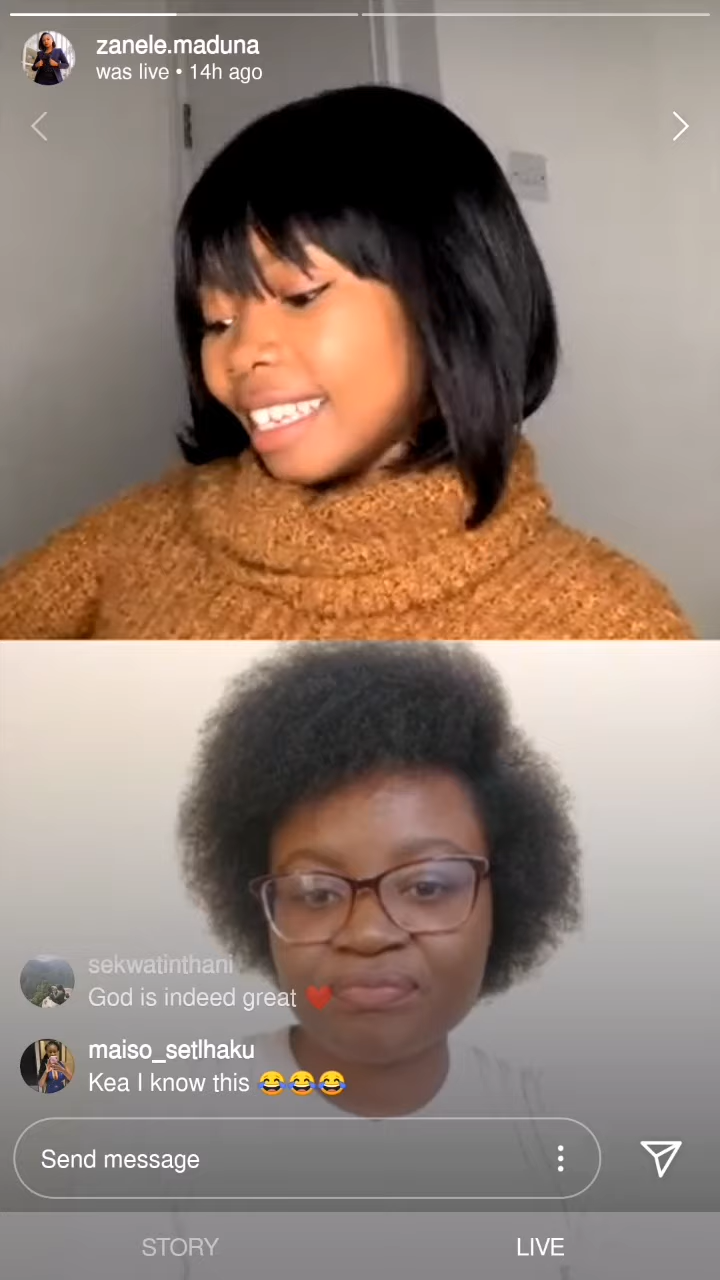 zanele.maduna
was live • 14h ago
sekwatinthani
God is indeed great ❤️
maiso_setlhaku
Kea I know this 😂😂😂
Send message
STORY
LIVE